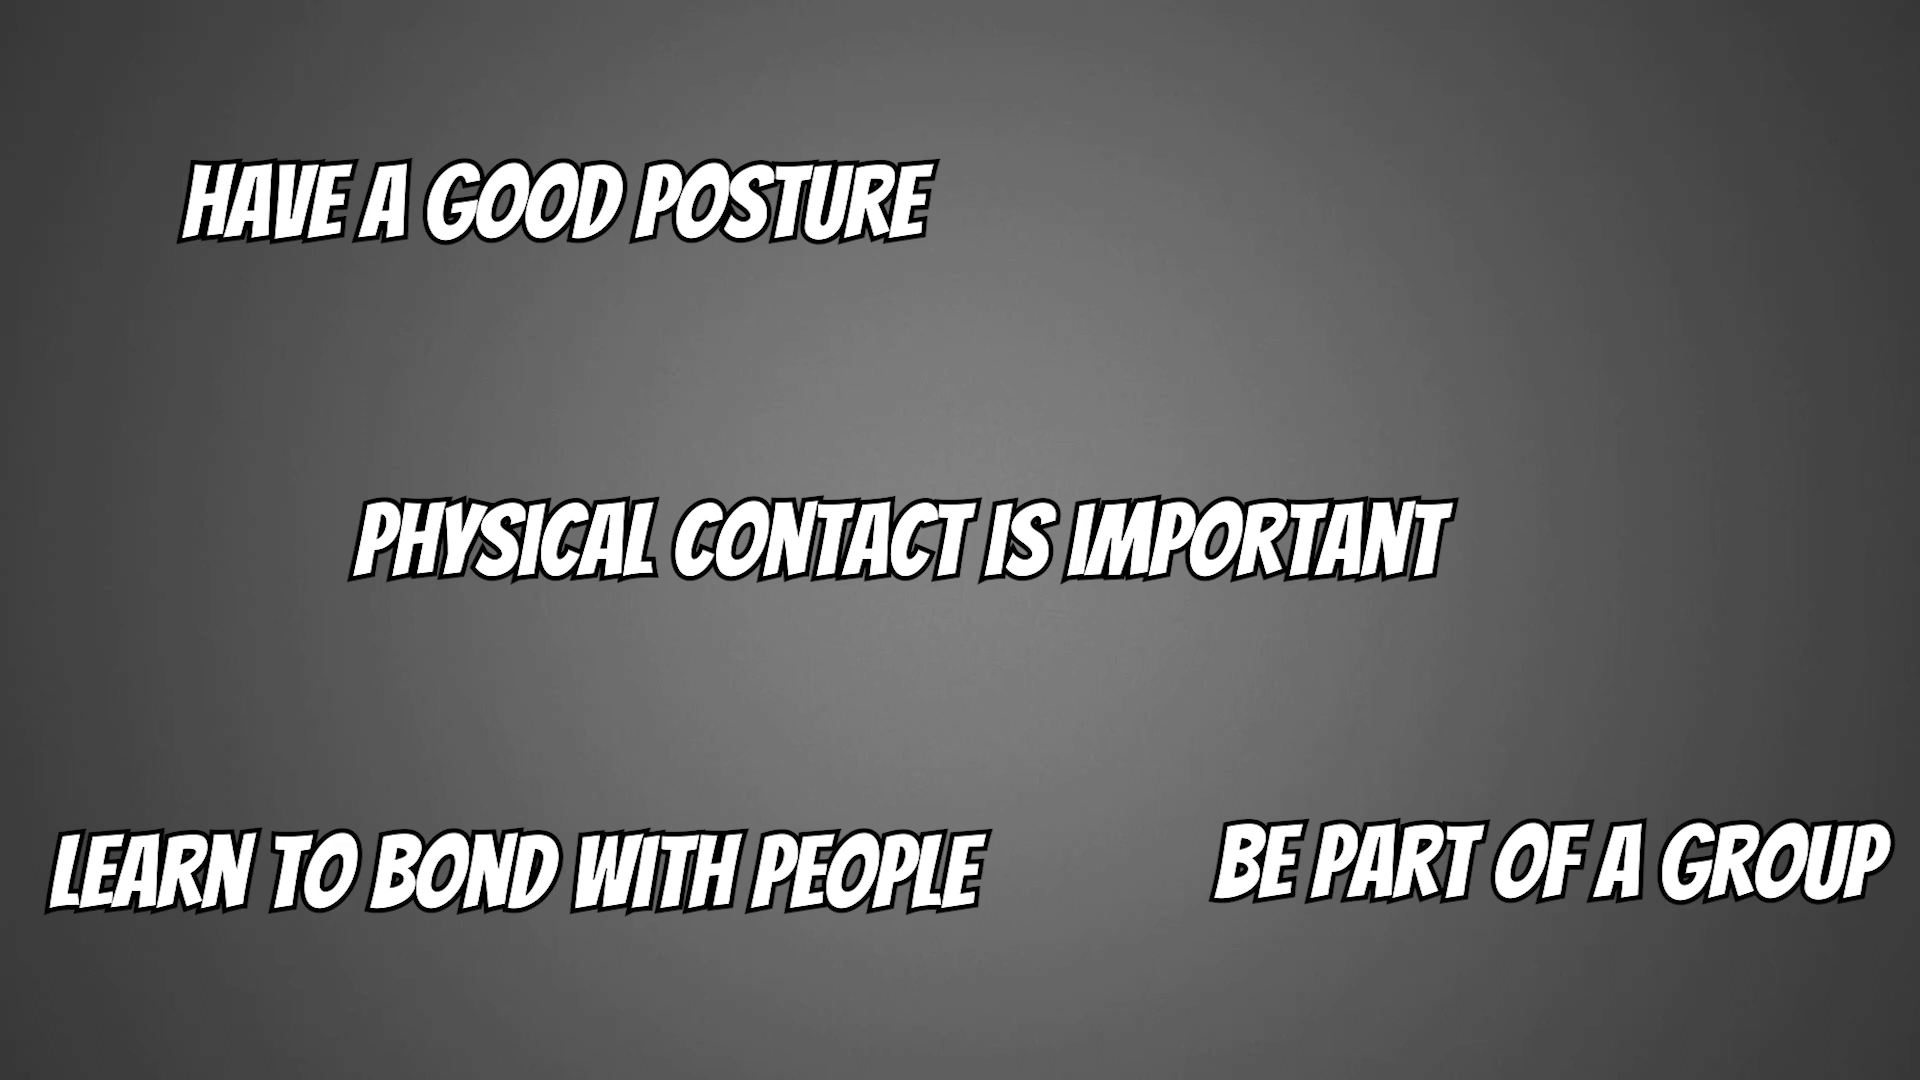 HAVE A GOOD POSTURE
PHYSICAL CONTACT IS IMPORTANT
LEARN TO BOND WITH PEOPLE
BE PART OF A GROUP